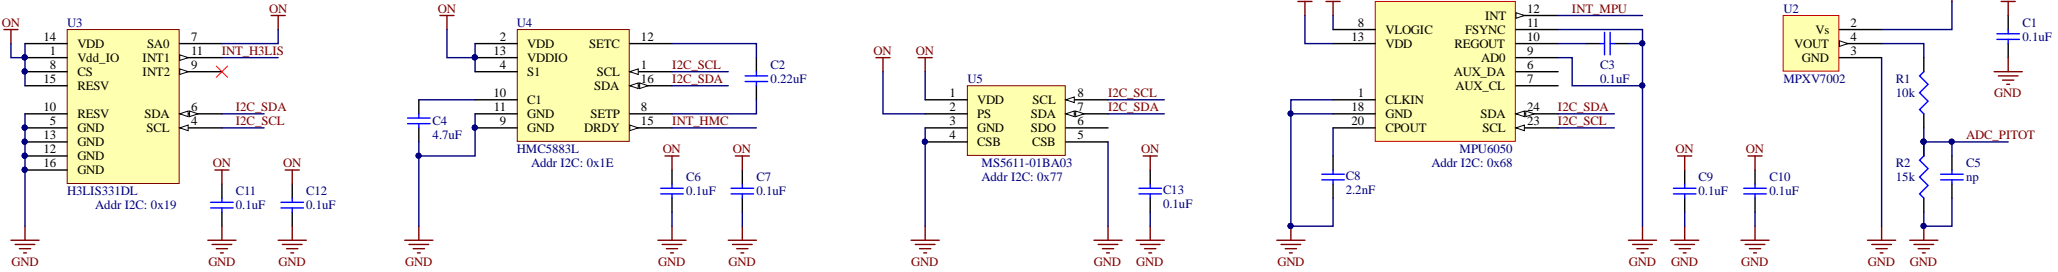 ON
U3
ON
14 VDD SA0 7
1 Vdd_IO INT1 11 INT_H3LIS
8 CS INT2 9
15 RESV
10 RESV SDA 6 I2C_SDA
5 GND SCL 4 I2C_SCL
13 GND
12 GND
16 GND
H3LIS331DL
Addr I2C: 0x19
ON
C11
0.1uF
ON
C12
0.1uF
GND
GND
GND
ON
U4
2 VDD SETC 12
13 VDDIO
4 S1 SCL 1 I2C_SCL
SDA 16 I2C_SDA
10 C1
11 GND SETP 8
9 GND DRDY 15 INT_HMC
HMC5883L
Addr I2C: 0x1E
C2
0.22uF
C4
4.7uF
ON
C6
0.1uF
ON
C7
0.1uF
GND
GND
GND
ON
ON
U5
1 VDD SCL 8 I2C_SCL
2 PS SDA 7 I2C_SDA
3 GND SDO 6
4 CSB CSB 5
MS5611-01BA03
Addr I2C: 0x77
ON
C13
0.1uF
GND
GND
GND
INT 12 INT_MPU
8 VLOGIC FSYNC 11
13 VDD REGOUT 10
AD0 9
AUX_DA 6
AUX_CL 7
1 CLKIN
18 GND SDA 24 I2C_SDA
20 CPOUT SCL 23 I2C_SCL
MPU6050
Addr I2C: 0x68
C3
0.1uF
C8
2.2nF
ON
C9
0.1uF
ON
C10
0.1uF
GND
GND
GND
GND
U2
Vs 2
VOUT 4
GND 3
MPXV7002
C1
0.1uF
GND
R1
10k
ADC_PITOT
R2
15k
C5
np
GND
GND